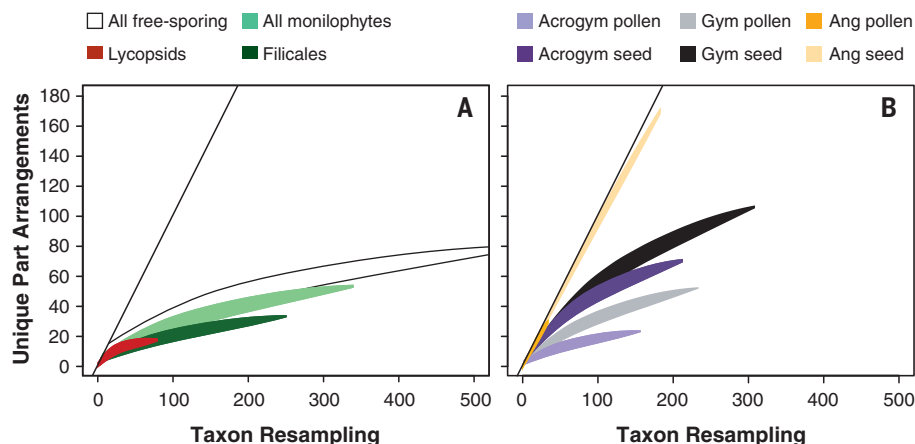 All free-sporing All monilophytes Acrogym pollen Gym pollen Ang pollen
Lycopsids Filicales Acrogym seed Gym seed Ang seed
A B
Unique Part Arrangements
180
160
140
120
100
80
60
40
20
0
0 100 200 300 400 500 0 100 200 300 400 500
Taxon Resampling Taxon Resampling